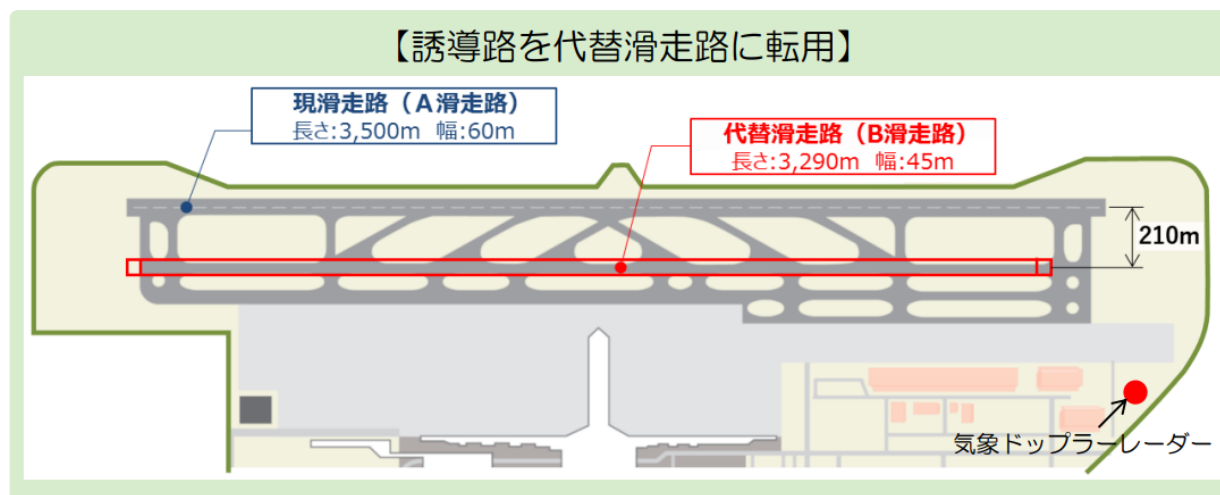 【誘導路を代替滑走路に転用】
現滑走路（A滑走路）
長さ:3,500m 幅:60m
代替滑走路（B滑走路）
長さ:3,290m 幅:45m
210m
気象ドップラーレーダー